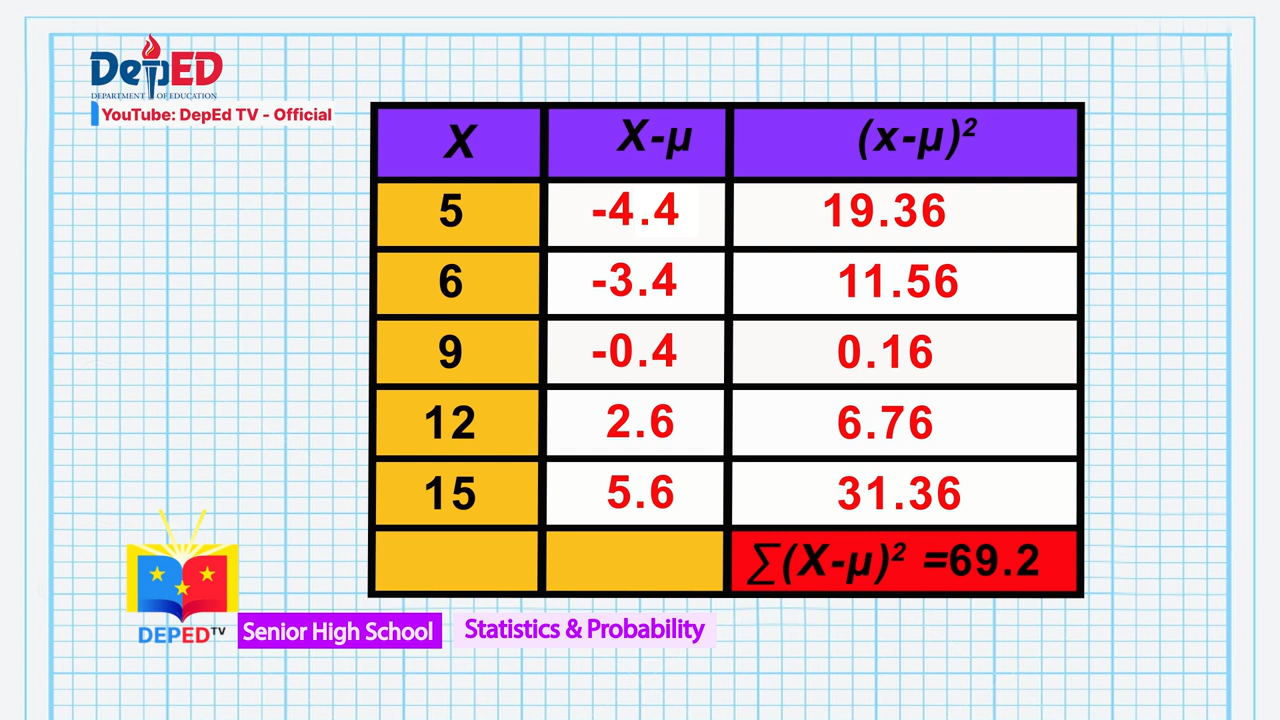 DepED
DEPARTMENT OF EDUCATION
YouTube: DepEd TV - Official
X X-μ (x-μ)²
5 -4.4 19.36
6 -3.4 11.56
9 -0.4 0.16
12 2.6 6.76
15 5.6 31.36
∑(X-μ)² =69.2
DEPED TV
Senior High School
Statistics & Probability